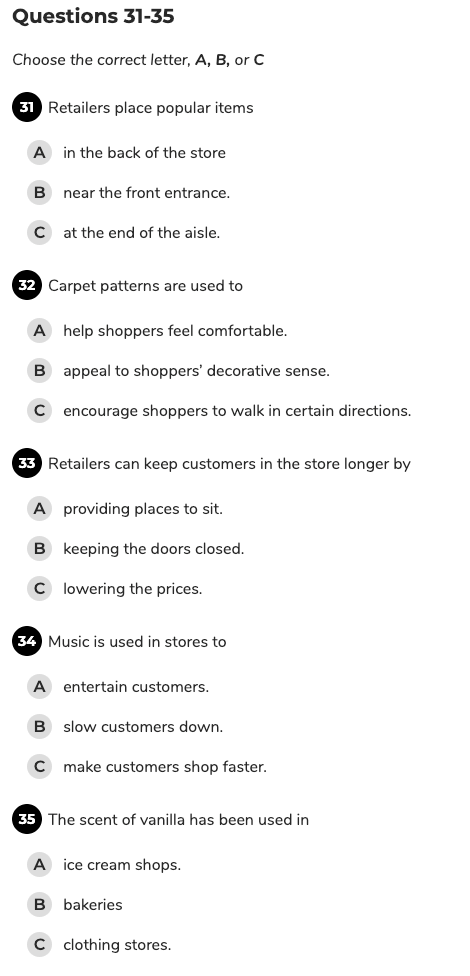 Questions 31-35
Choose the correct letter, A, B, or C
31 Retailers place popular items
A in the back of the store
B near the front entrance.
C at the end of the aisle.
32 Carpet patterns are used to
A help shoppers feel comfortable.
B appeal to shoppers’ decorative sense.
C encourage shoppers to walk in certain directions.
33 Retailers can keep customers in the store longer by
A providing places to sit.
B keeping the doors closed.
C lowering the prices.
34 Music is used in stores to
A entertain customers.
B slow customers down.
C make customers shop faster.
35 The scent of vanilla has been used in
A ice cream shops.
B bakeries
C clothing stores.